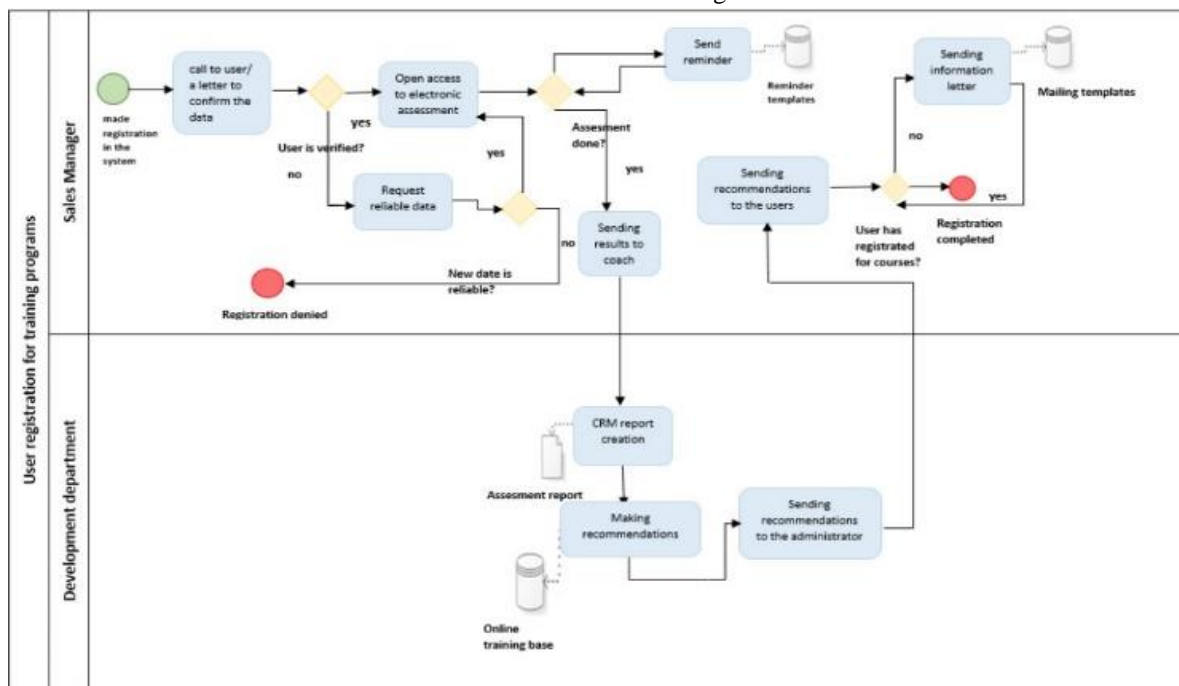 User registration for training programs
Sales Manager
made
registration
in the
system
call to user/
a letter to
confirm the
data
User is verified?
yes
no
Open access
to electronic
assessment
Request
reliable data
yes
no
New date is
reliable?
Registration denied
Assesment
done?
yes
Send
reminder
Reminder
templates
Sending
results to
coach
Sending
recommendations
to the users
User has
registrated
for courses?
no
yes
Sending
information
letter
Mailing templates
Registration
completed
Development department
CRM report
creation
Assesment report
Making
recommendations
Online
training base
Sending
recommendations
to the administrator